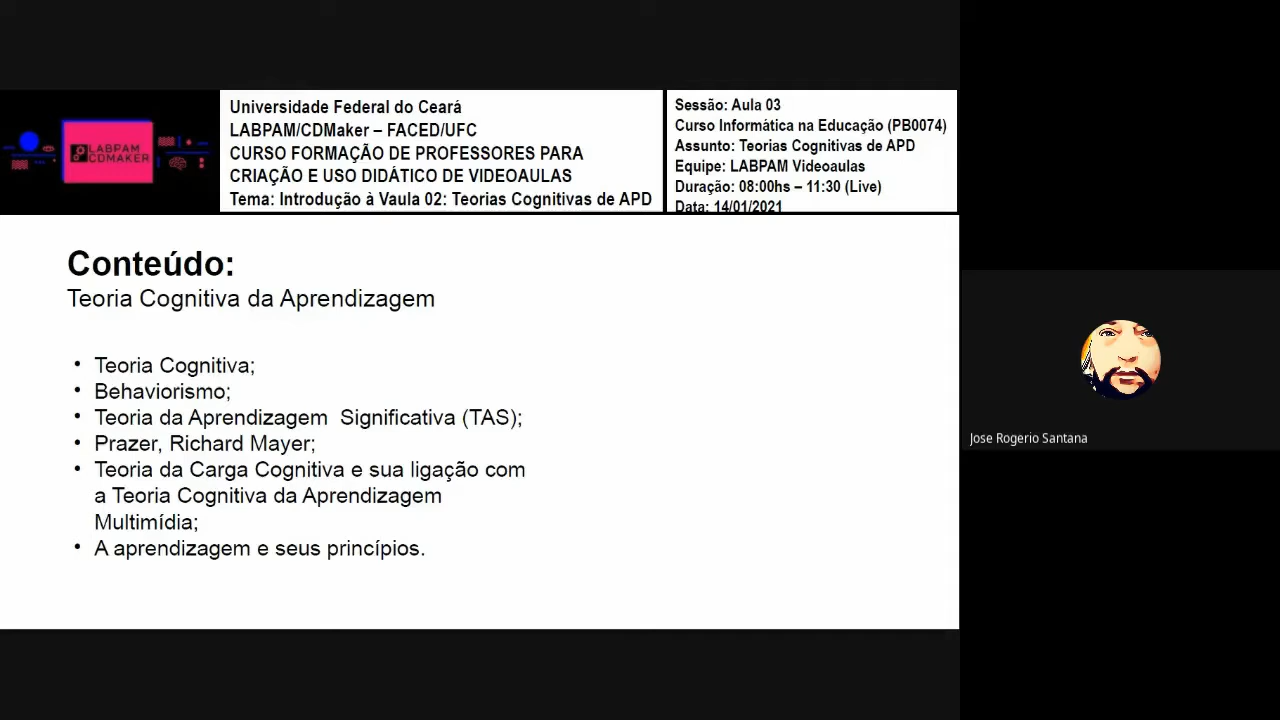 LABPAM
CDMAKER
Universidade Federal do Ceará
LABPAM/CDMaker – FACED/UFC
CURSO FORMAÇÃO DE PROFESSORES PARA
CRIAÇÃO E USO DIDÁTICO DE VIDEOAULAS
Tema: Introdução à Vaula 02: Teorias Cognitivas de APD
Sessão: Aula 03
Curso Informática na Educação (PB0074)
Assunto: Teorias Cognitivas de APD
Equipe: LABPAM Videoaulas
Duração: 08:00hs – 11:30 (Live)
Data: 14/01/2021
Conteúdo:
Teoria Cognitiva da Aprendizagem
• Teoria Cognitiva;
• Behaviorismo;
• Teoria da Aprendizagem Significativa (TAS);
• Prazer, Richard Mayer;
• Teoria da Carga Cognitiva e sua ligação com
a Teoria Cognitiva da Aprendizagem
Multimídia;
• A aprendizagem e seus princípios.
Jose Rogerio Santana